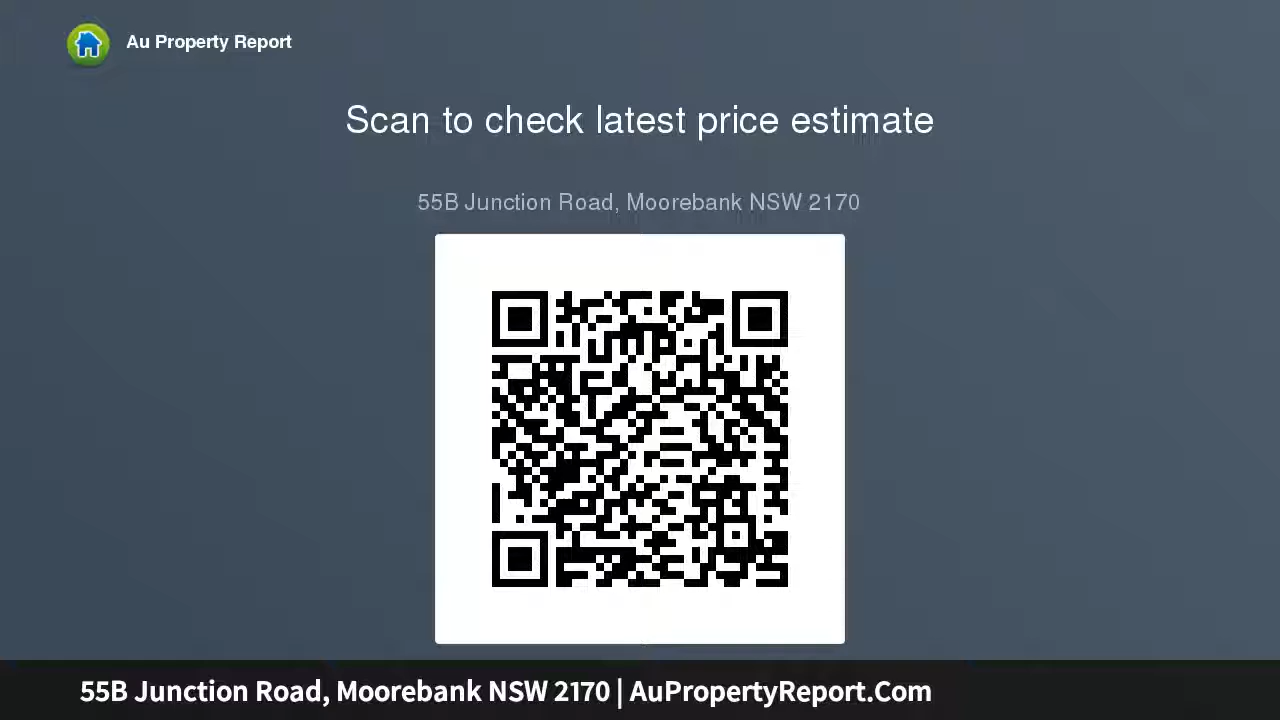 Au Property Report
Scan to check latest price estimate
55B Junction Road, Moorebank NSW 2170
55B Junction Road, Moorebank NSW 2170 | AuPropertyReport.Com